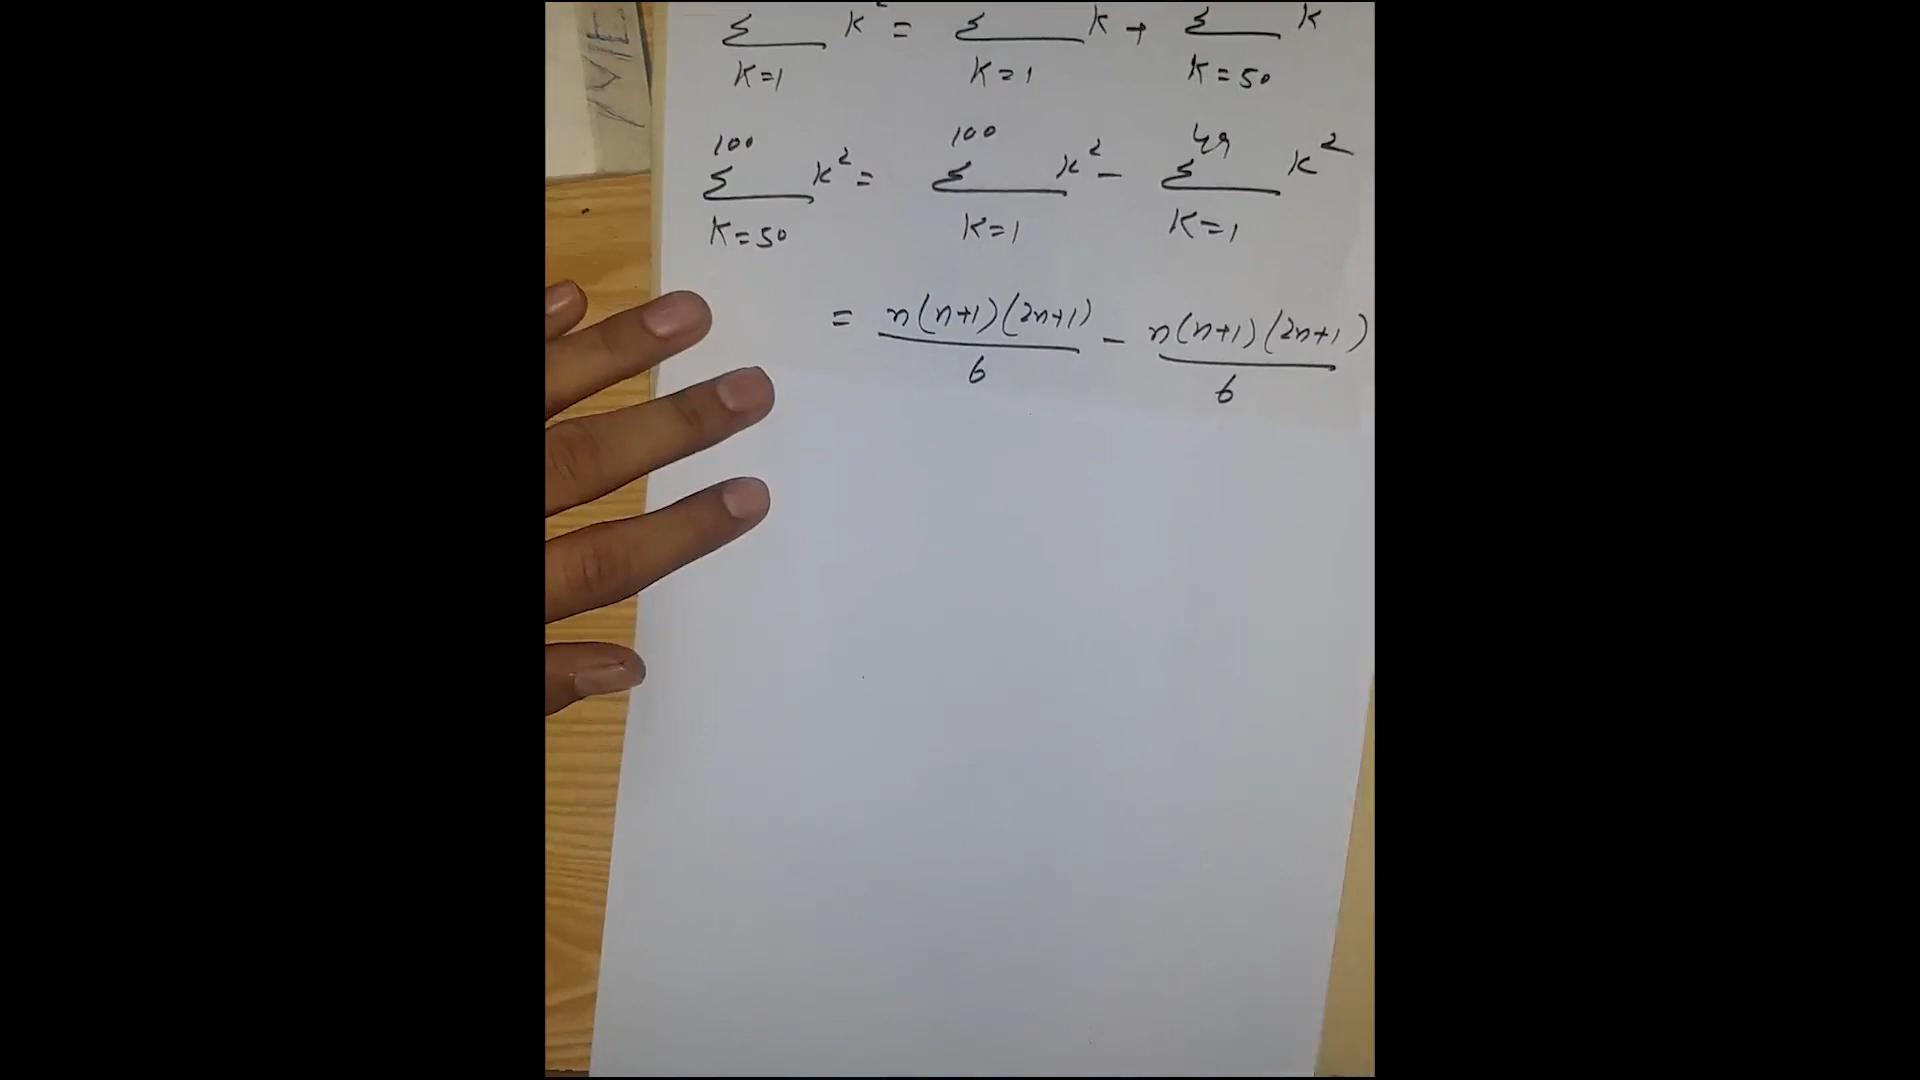 Σ k² = Σ k + Σ k
k=1 k=1 k=50
100 100 49
Σ k² = Σ k² - Σ k²
k=50 k=1 k=1
= n(n+1)(2n+1) - n(n+1)(2n+1)
6 6